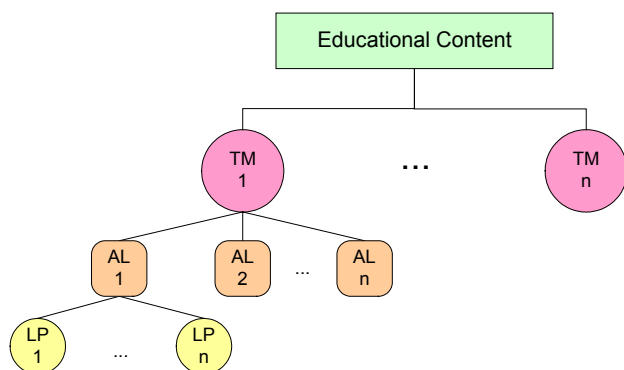 Educational Content
TM
1
...
TM
n
AL
1
AL
2
...
AL
n
LP
1
...
LP
n